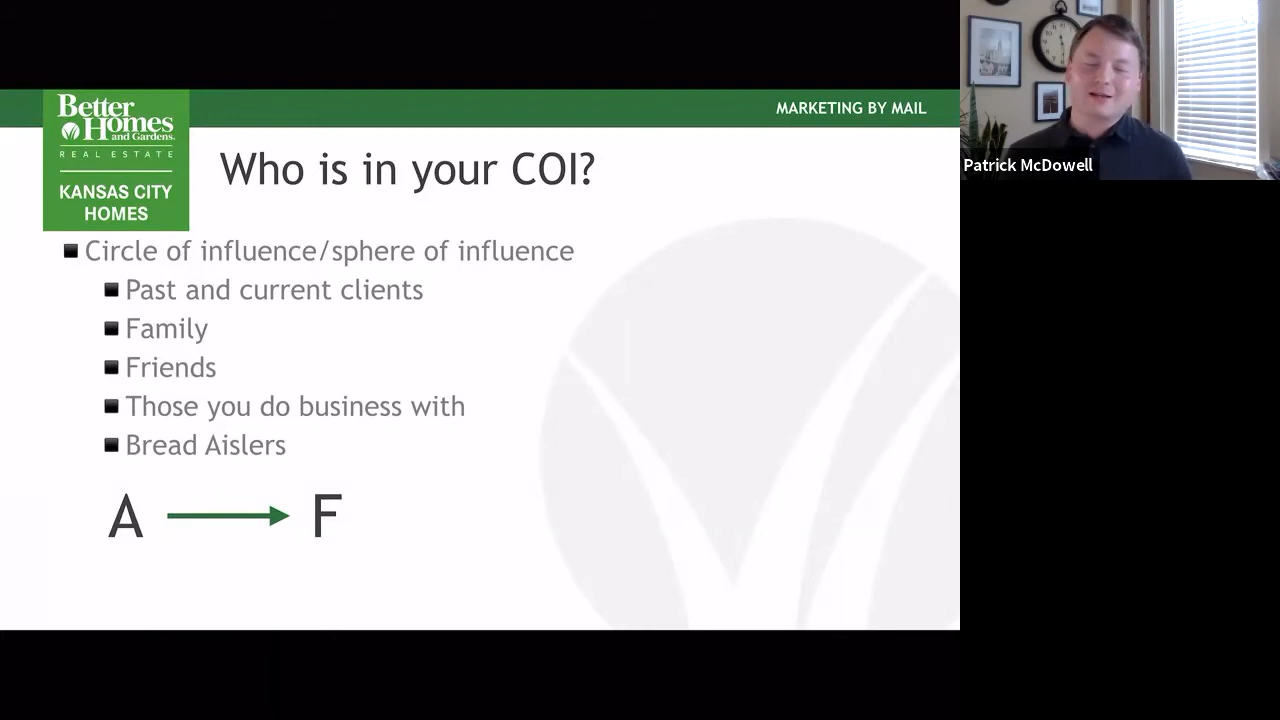 Better
Homes
and Gardens.
REAL ESTATE
KANSAS CITY
HOMES
MARKETING BY MAIL
Who is in your COI?
Circle of influence/sphere of influence
Past and current clients
Family
Friends
Those you do business with
Bread Aislers
A F
Patrick McDowell